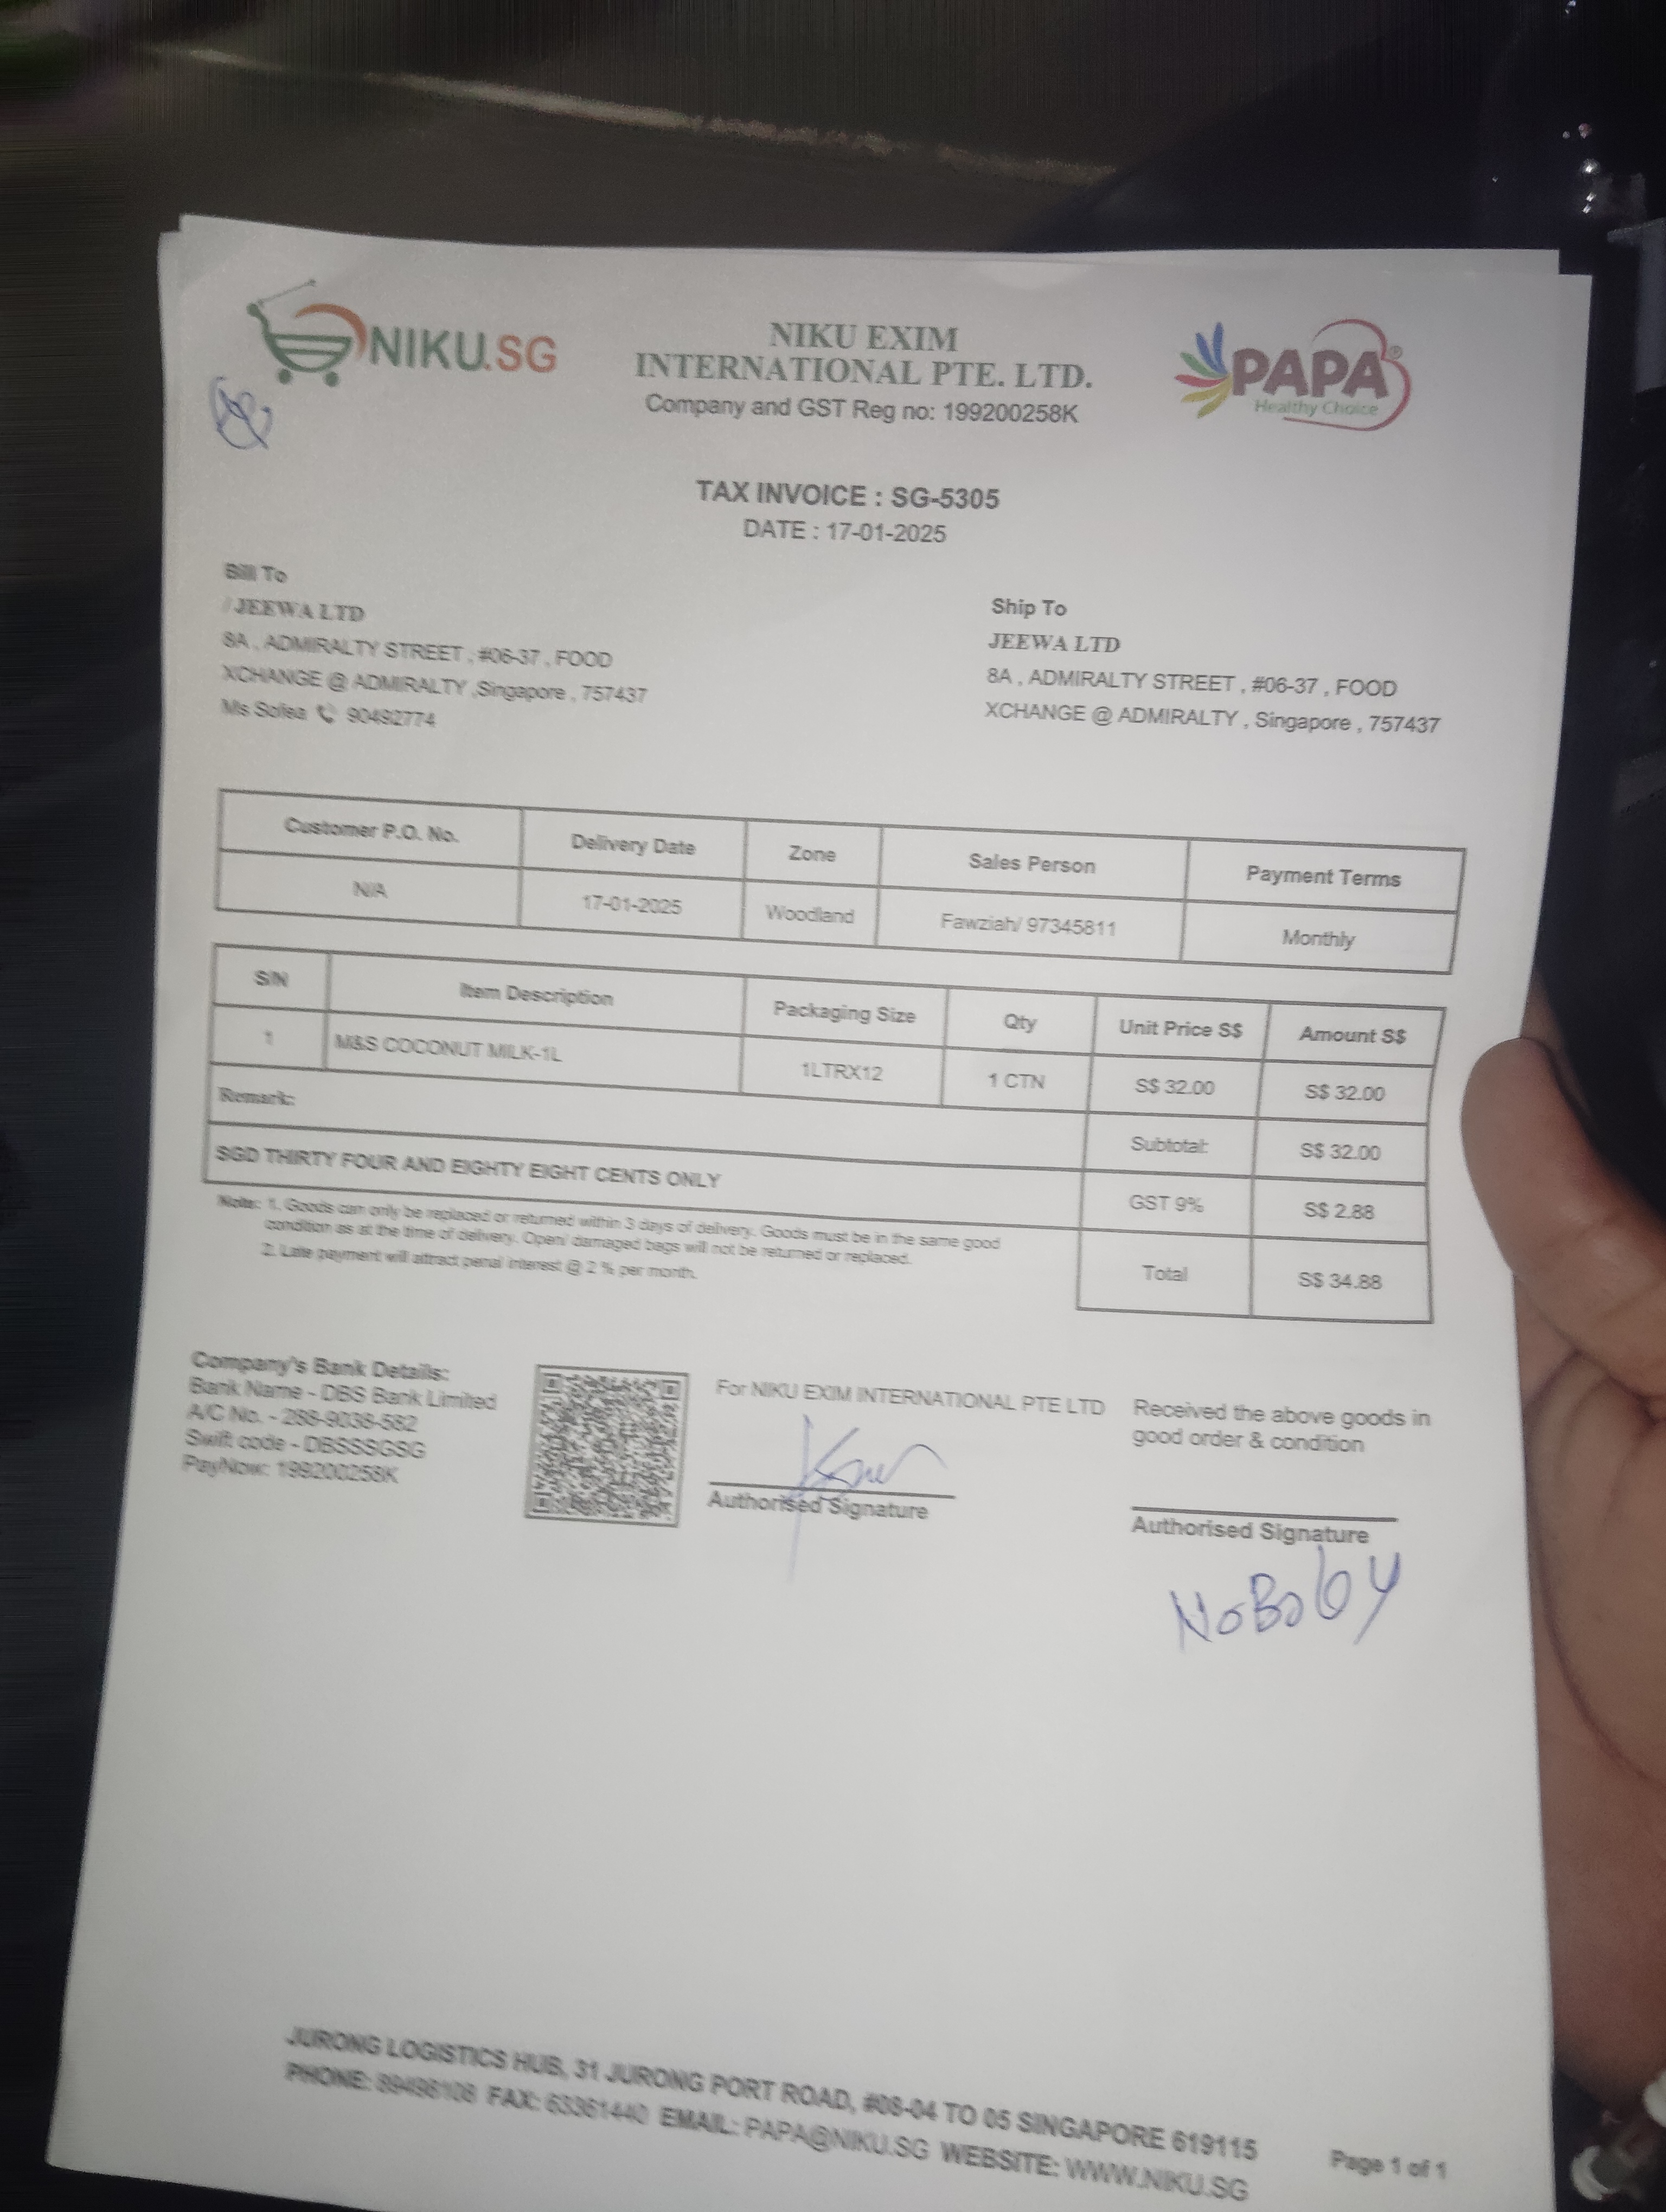 NIKU.SG
NIKU EXIM
INTERNATIONAL PTE. LTD.
Company and GST Reg no: 199200258K
PAPA®
Healthy Choice
TAX INVOICE : SG-5305
DATE : 17-01-2025
Bill To
/ JEEWA LTD
8A , ADMIRALTY STREET , #06-37 , FOOD
XCHANGE @ ADMIRALTY ,Singapore , 757437
Ms Sofea 90492774
Ship To
JEEWA LTD
8A , ADMIRALTY STREET , #06-37 , FOOD
XCHANGE @ ADMIRALTY , Singapore , 757437
Customer P.O. No. Delivery Date Zone Sales Person Payment Terms
N/A 17-01-2025 Woodland Fawziah/ 97345811 Monthly
S/N Item Description Packaging Size Qty Unit Price S$ Amount S$
1 M&S COCONUT MILK-1L 1LTRX12 1 CTN S$ 32.00 S$ 32.00
Remark: Subtotal: S$ 32.00
SGD THIRTY FOUR AND EIGHTY EIGHT CENTS ONLY GST 9% S$ 2.88
Total S$ 34.88
Note: 1. Goods can only be replaced or returned within 3 days of delivery. Goods must be in the same good
condition as at the time of delivery. Open/ damaged bags will not be returned or replaced.
2. Late payment will attract penal interest @ 2 % per month.
Company's Bank Details:
Bank Name - DBS Bank Limited
A/C No. - 288-9038-582
Swift code - DBSSSGSG
PayNow: 199200258K
For NIKU EXIM INTERNATIONAL PTE LTD
Authorised Signature
Received the above goods in
good order & condition
Authorised Signature
NoBoby
JURONG LOGISTICS HUB, 31 JURONG PORT ROAD, #08-04 TO 05 SINGAPORE 619115
PHONE: 89498108 FAX: 63361440 EMAIL: PAPA@NIKU.SG WEBSITE: WWW.NIKU.SG
Page 1 of 1